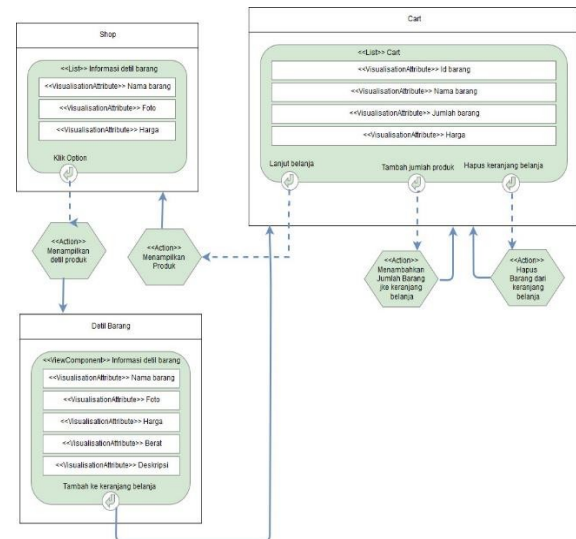 Shop
<<List>> Informasi detil barang
<<VisualisationAttribute>> Nama barang
<<VisualisationAttribute>> Foto
<<VisualisationAttribute>> Harga
Klik Option
Cart
<<List>> Cart
<<VisualisationAttribute>> Id barang
<<VisualisationAttribute>> Nama barang
<<VisualisationAttribute>> Jumlah barang
<<VisualisationAttribute>> Harga
Lanjut belanja
Tambah jumlah produk
Hapus keranjang belanja
<<Action>>
Menampilkan
detil produk
<<Action>>
Menampilkan
Produk
<<Action>>
Menambahkan
Jumlah Barang
jke keranjang
belanja
<<Action>>
Hapus
Barang dari
keranjang
belanja
Detil Barang
<<ViewComponent>> Informasi detil barang
<<VisualisationAttribute>> Nama barang
<<VisualisationAttribute>> Foto
<<VisualisationAttribute>> Harga
<<VisualisationAttribute>> Berat
<<VisualisationAttribute>> Deskripsi
Tambah ke keranjang belanja